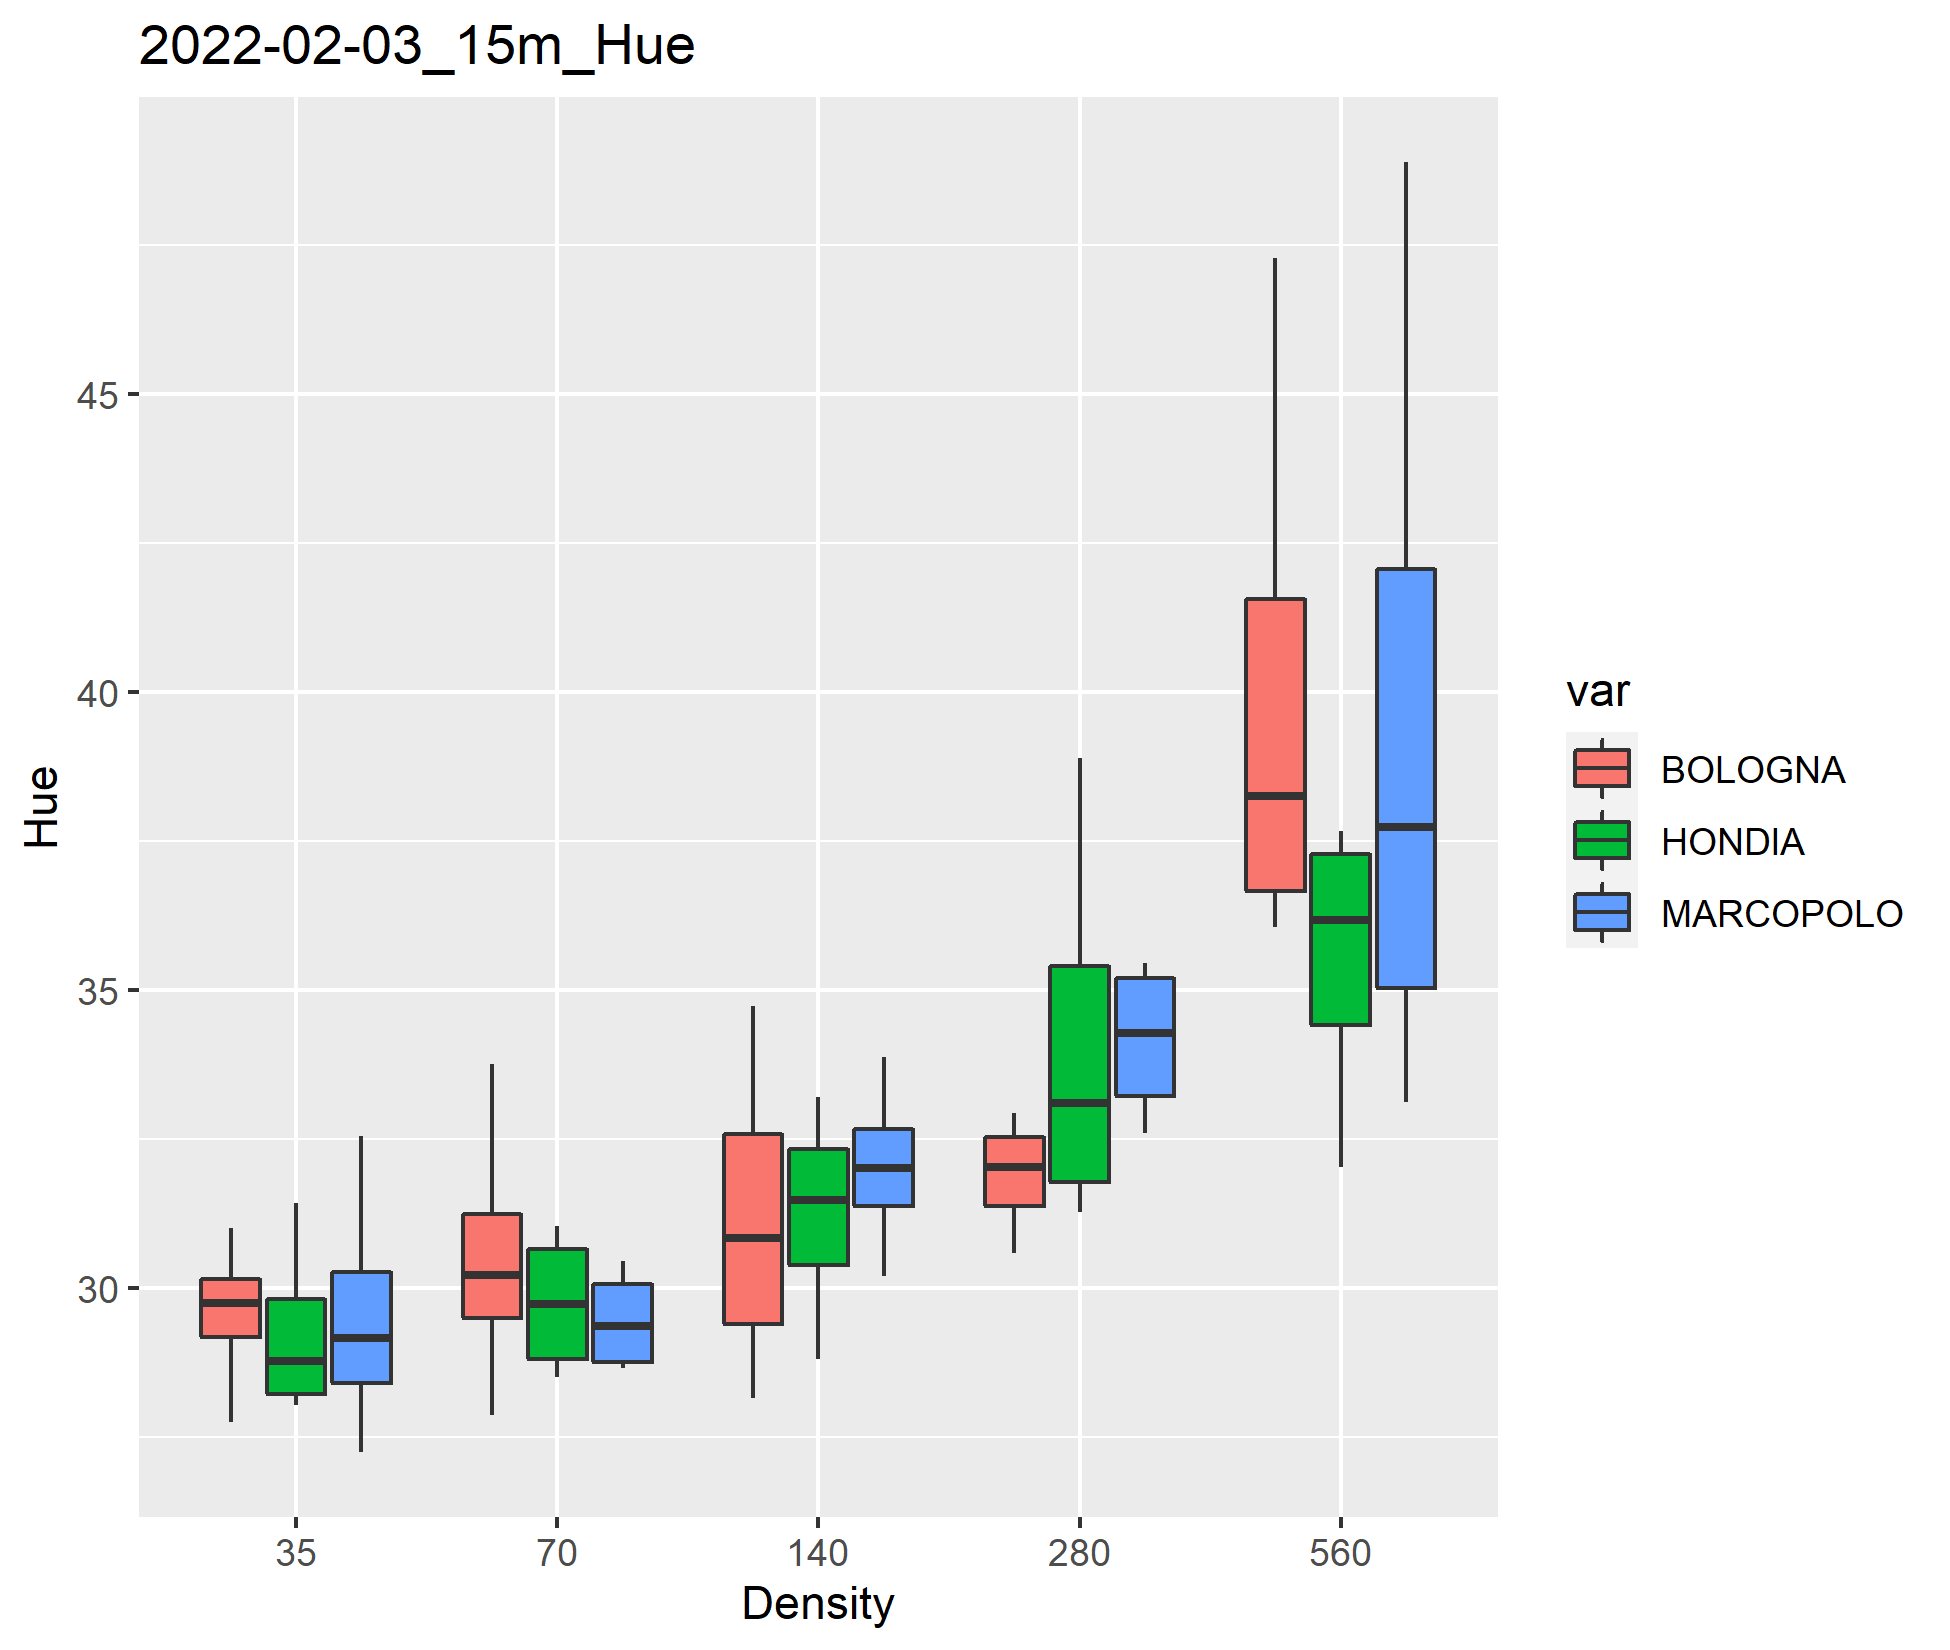 2022-02-03_15m_Hue
45
40
35
30
Hue
35 70 140 280 560
Density
var
BOLOGNA
HONDIA
MARCOPOLO